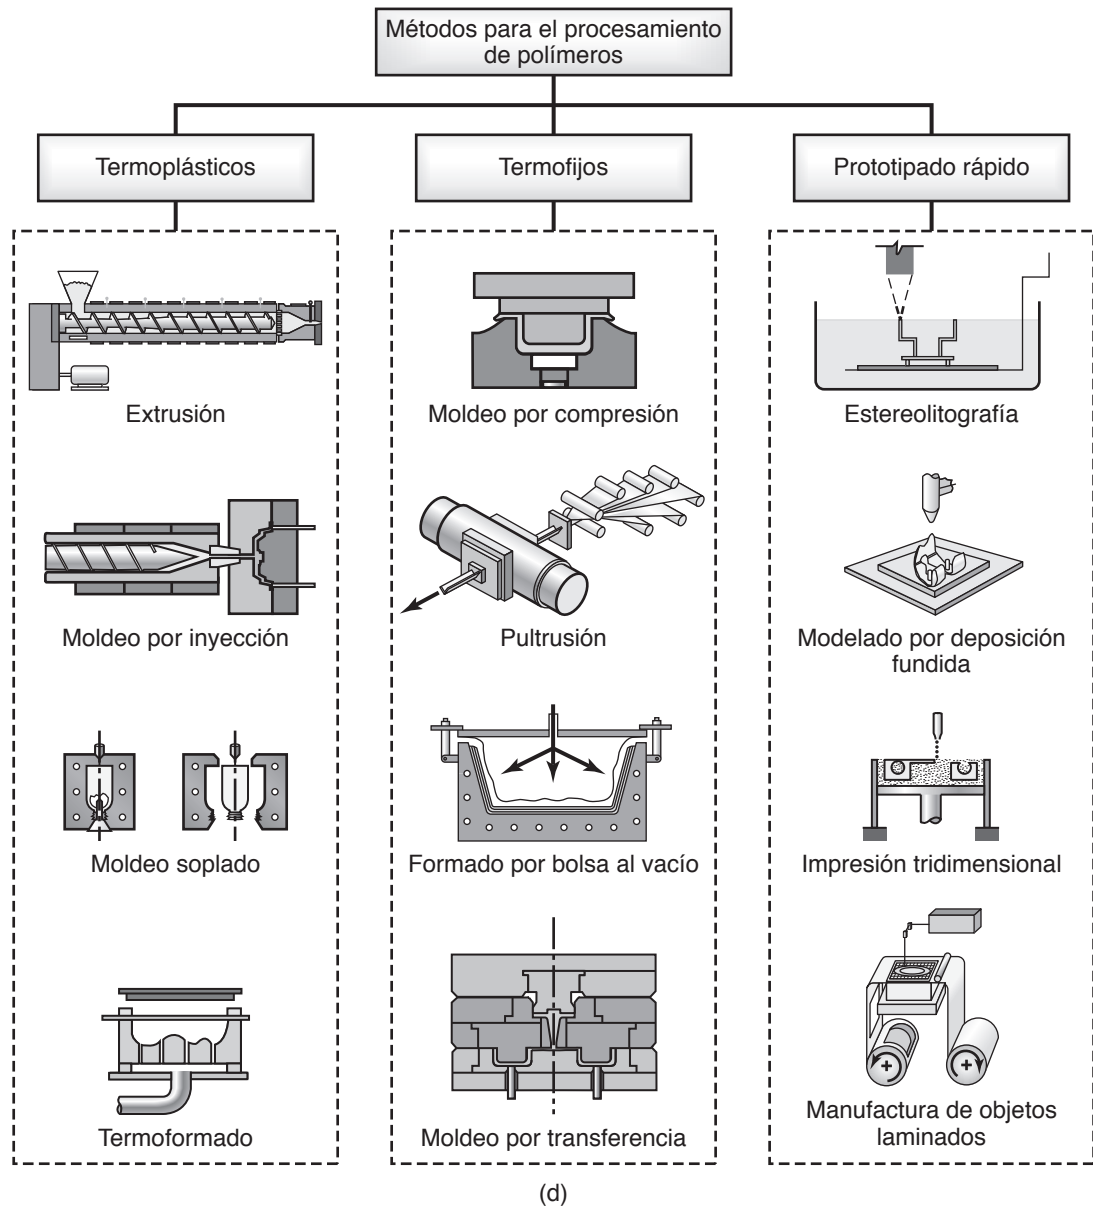 Métodos para el procesamiento
de polímeros
Termoplásticos
Termofijos
Prototipado rápido
Extrusión
Moldeo por inyección
Moldeo soplado
Termoformado
Moldeo por compresión
Pultrusión
Formado por bolsa al vacío
Moldeo por transferencia
Estereolitografía
Modelado por deposición
fundida
Impresión tridimensional
Manufactura de objetos
laminados
(d)